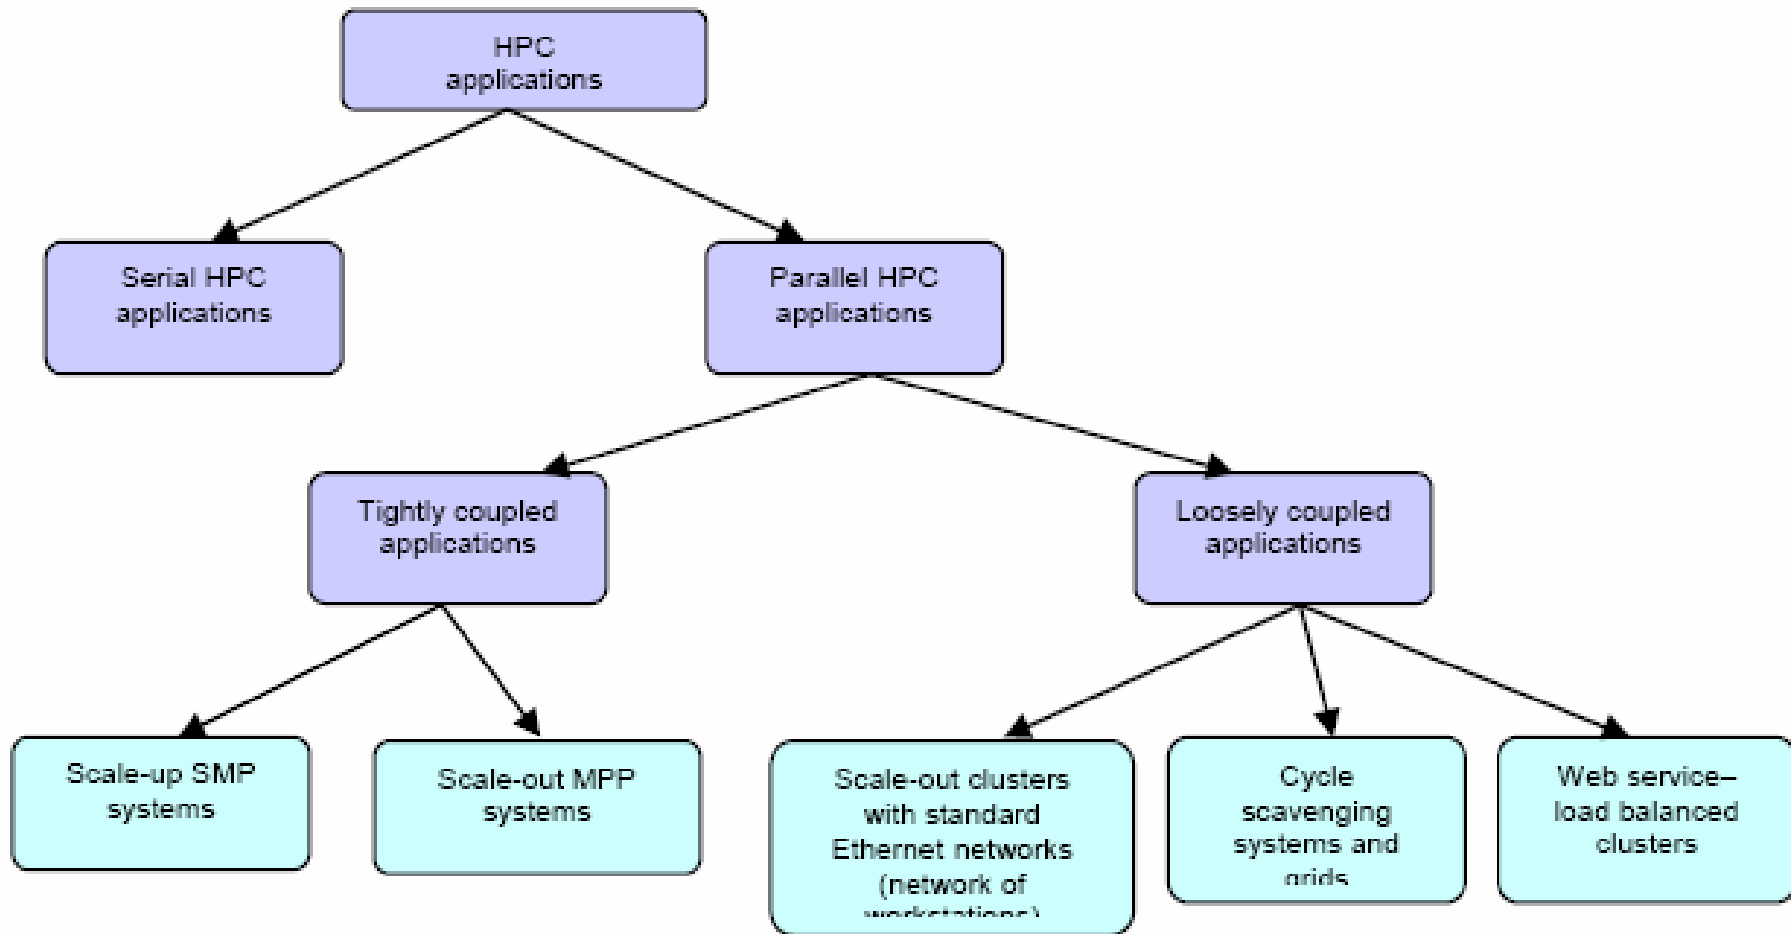 HPC
applications
Serial HPC
applications
Parallel HPC
applications
Tightly coupled
applications
Loosely coupled
applications
Scale-up SMP
systems
Scale-out MPP
systems
Scale-out clusters
with standard
Ethernet networks
(network of
workstations)
Cycle
scavenging
systems and
grids
Web service–
load balanced
clusters